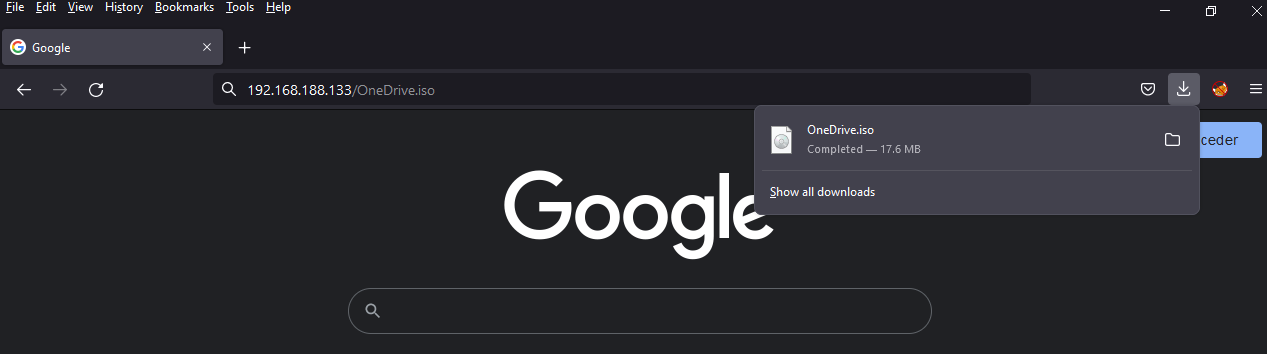 File Edit View History Bookmarks Tools Help
Google
192.168.188.133/OneDrive.iso
OneDrive.iso
Completed — 17.6 MB
ceder
Show all downloads
Google